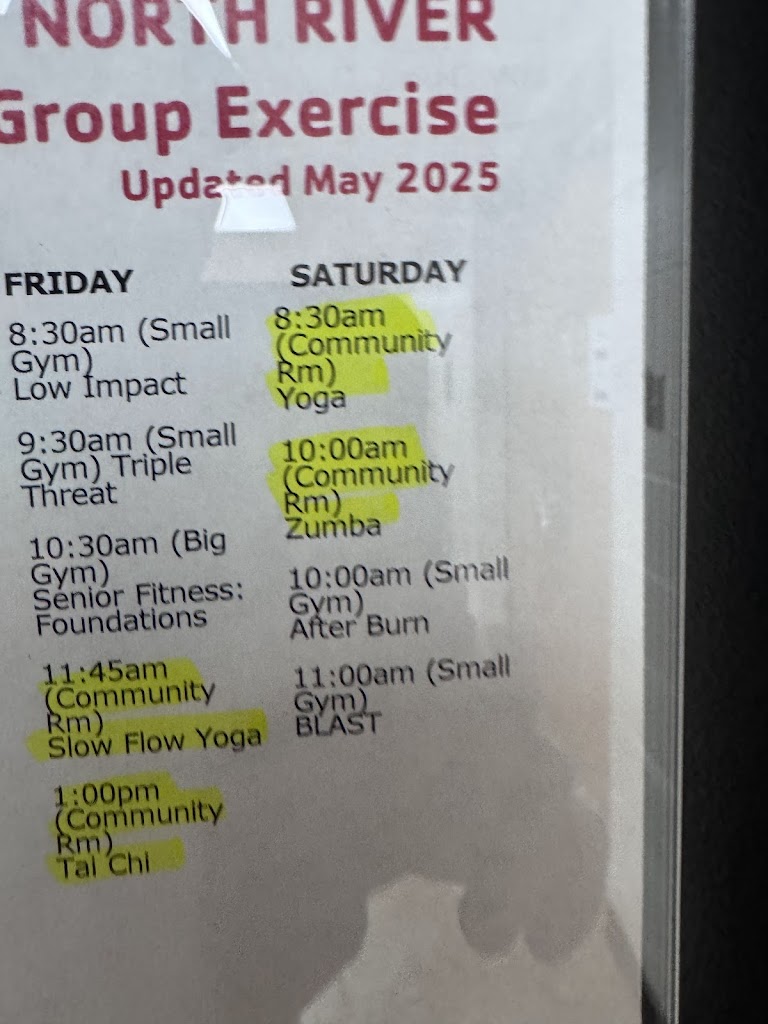 NORTH RIVER
Group Exercise
Updated May 2025
FRIDAY
8:30am (Small
Gym)
Low Impact
9:30am (Small
Gym) Triple
Threat
10:30am (Big
Gym)
Senior Fitness:
Foundations
11:45am
(Community
Rm)
Slow Flow Yoga
1:00pm
(Community
Rm)
Tai Chi
SATURDAY
8:30am
(Community
Rm)
Yoga
10:00am
(Community
Rm)
Zumba
10:00am (Small
Gym)
After Burn
11:00am (Small
Gym)
BLAST